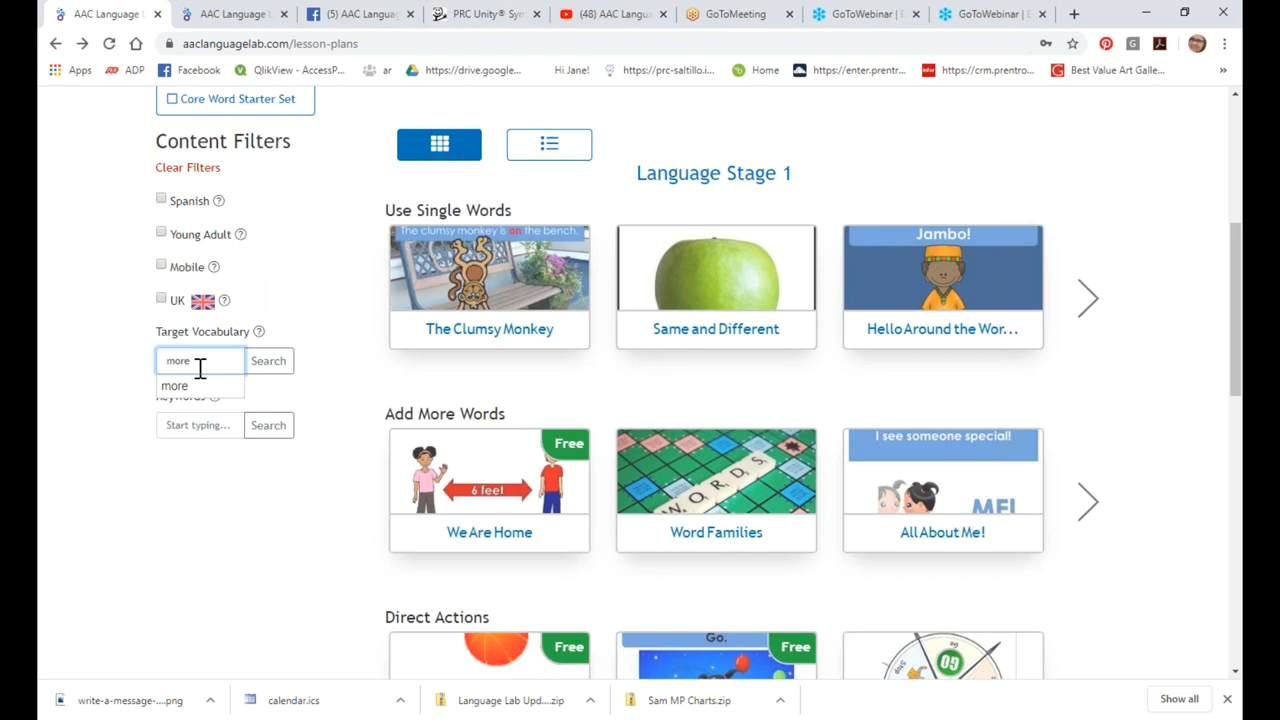 AAC Language L
AAC Language L
(5) AAC Languag
PRC Unity® Sym
(48) AAC Langu
GoToMeeting
GoToWebinar | E
GoToWebinar | E
aaclanguagelab.com/lesson-plans
Apps
ADP
Facebook
QlikView - AccessP...
ar
https://drive.google...
Hi Jane!
https://prc-saltillo.i...
Home
https://enter.prentr...
https://crm.prentro...
Best Value Art Galle...
Core Word Starter Set
Content Filters
Clear Filters
Spanish
Young Adult
Mobile
UK
Target Vocabulary
more
Search
more
Start typing...
Search
Language Stage 1
Use Single Words
The clumsy monkey is on the bench.
Jambo!
The Clumsy Monkey
Same and Different
Hello Around the Wor...
Add More Words
Free
6 feet
WORDS
I see someone special!
ME!
We Are Home
Word Families
All About Me!
Direct Actions
Free
Go.
Free
Go
Stop
GO
write-a-message-....png
calendar.ics
Language Lab Upd....zip
Sam MP Charts.zip
Show all